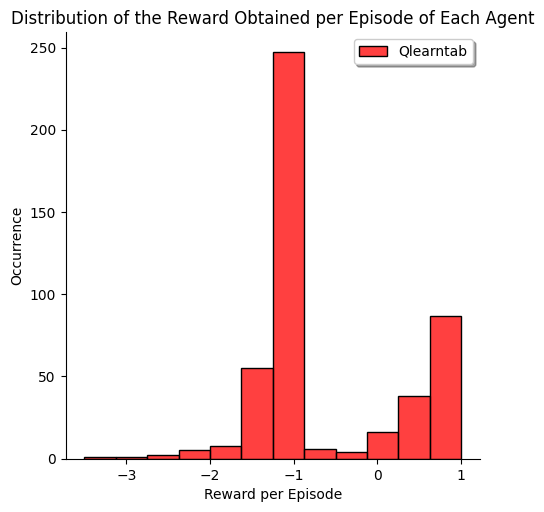 Distribution of the Reward Obtained per Episode of Each Agent
Qlearntab
250
200
150
100
50
0
Occurrence
−3
−2
−1
0
1
Reward per Episode